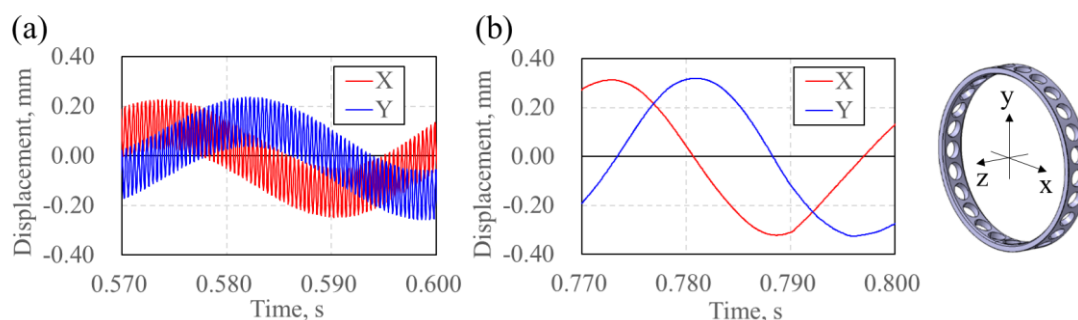 (a)
Displacement, mm
0.40
0.20
0.00
-0.20
-0.40
X
Y
0.570
0.580
0.590
0.600
Time, s
(b)
Displacement, mm
0.40
0.20
0.00
-0.20
-0.40
X
Y
0.770
0.780
0.790
0.800
Time, s
y
z
x